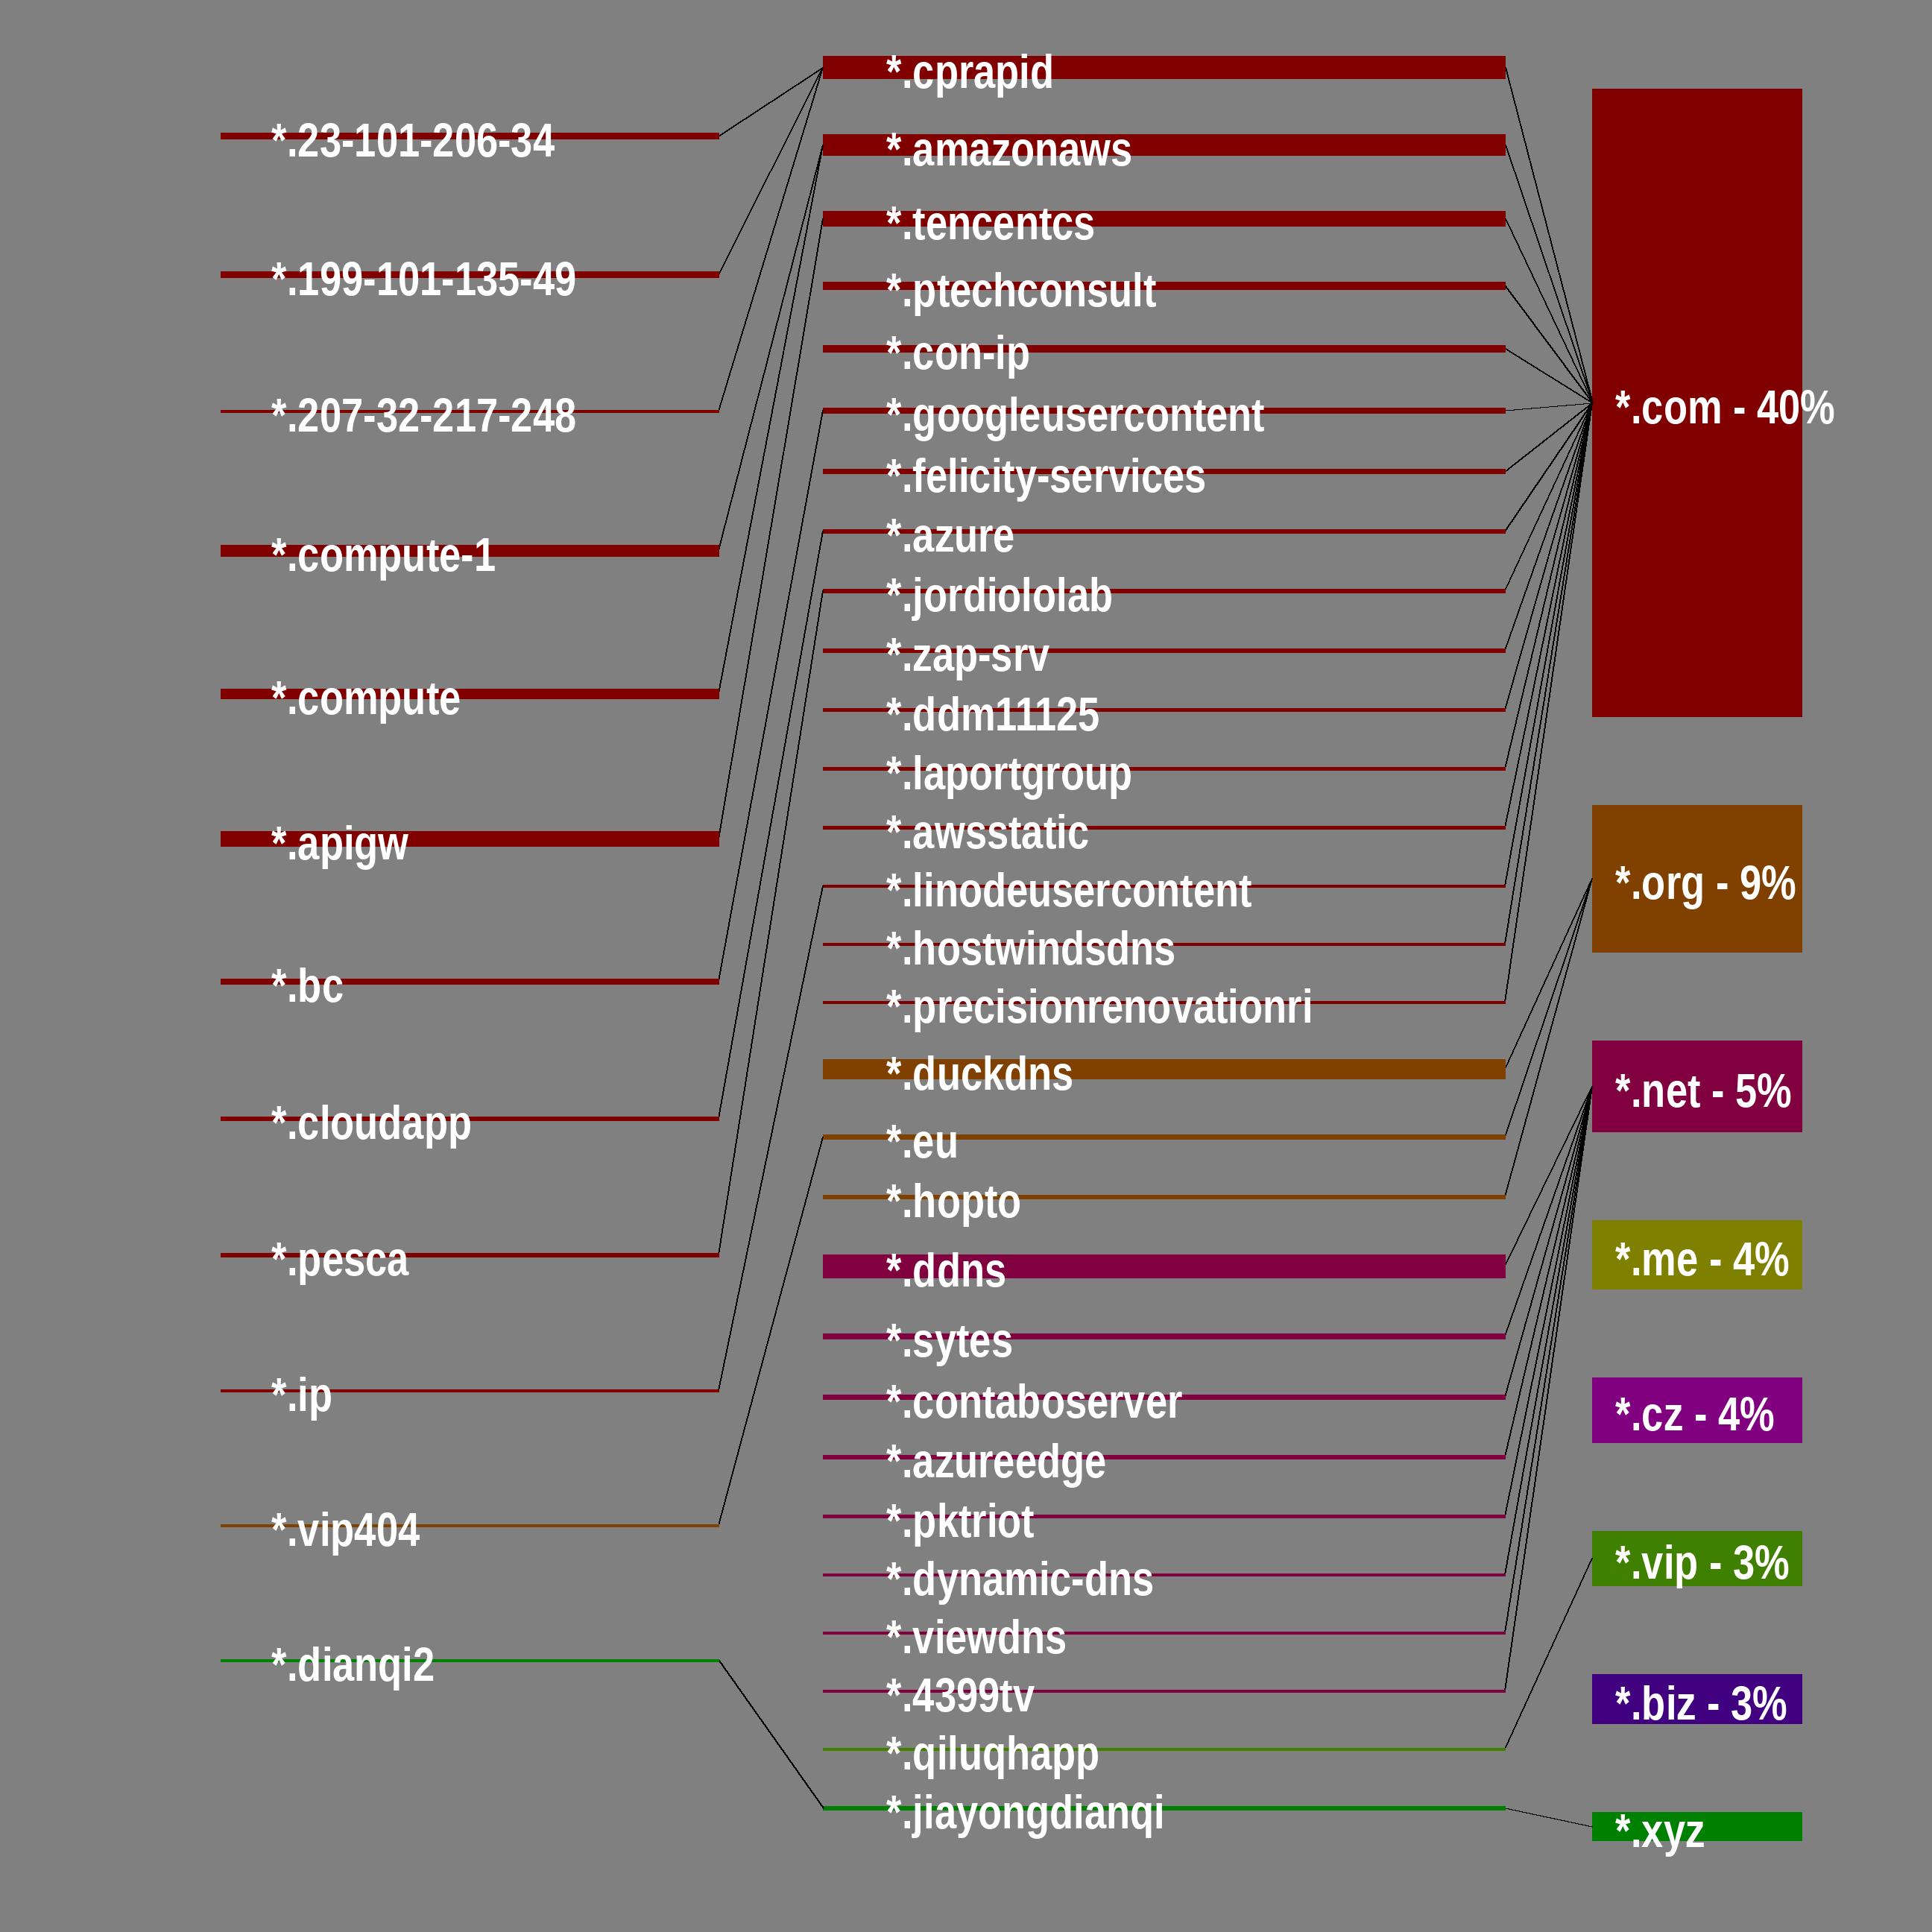 *.23-101-206-34
*.199-101-135-49
*.207-32-217-248
*.compute-1
*.compute
*.apigw
*.bc
*.cloudapp
*.pesca
*.ip
*.vip404
*.dianqi2
*.cprapid
*.amazonaws
*.tencentcs
*.ptechconsult
*.con-ip
*.googleusercontent
*.felicity-services
*.azure
*.jordiololab
*.zap-srv
*.ddm11125
*.laportgroup
*.awsstatic
*.linodeusercontent
*.hostwindsdns
*.precisionrenovationri
*.duckdns
*.eu
*.hopto
*.ddns
*.sytes
*.contaboserver
*.azureedge
*.pktriot
*.dynamic-dns
*.viewdns
*.4399tv
*.qiluqhapp
*.jiayongdianqi
*.com - 40%
*.org - 9%
*.net - 5%
*.me - 4%
*.cz - 4%
*.vip - 3%
*.biz - 3%
*.xyz